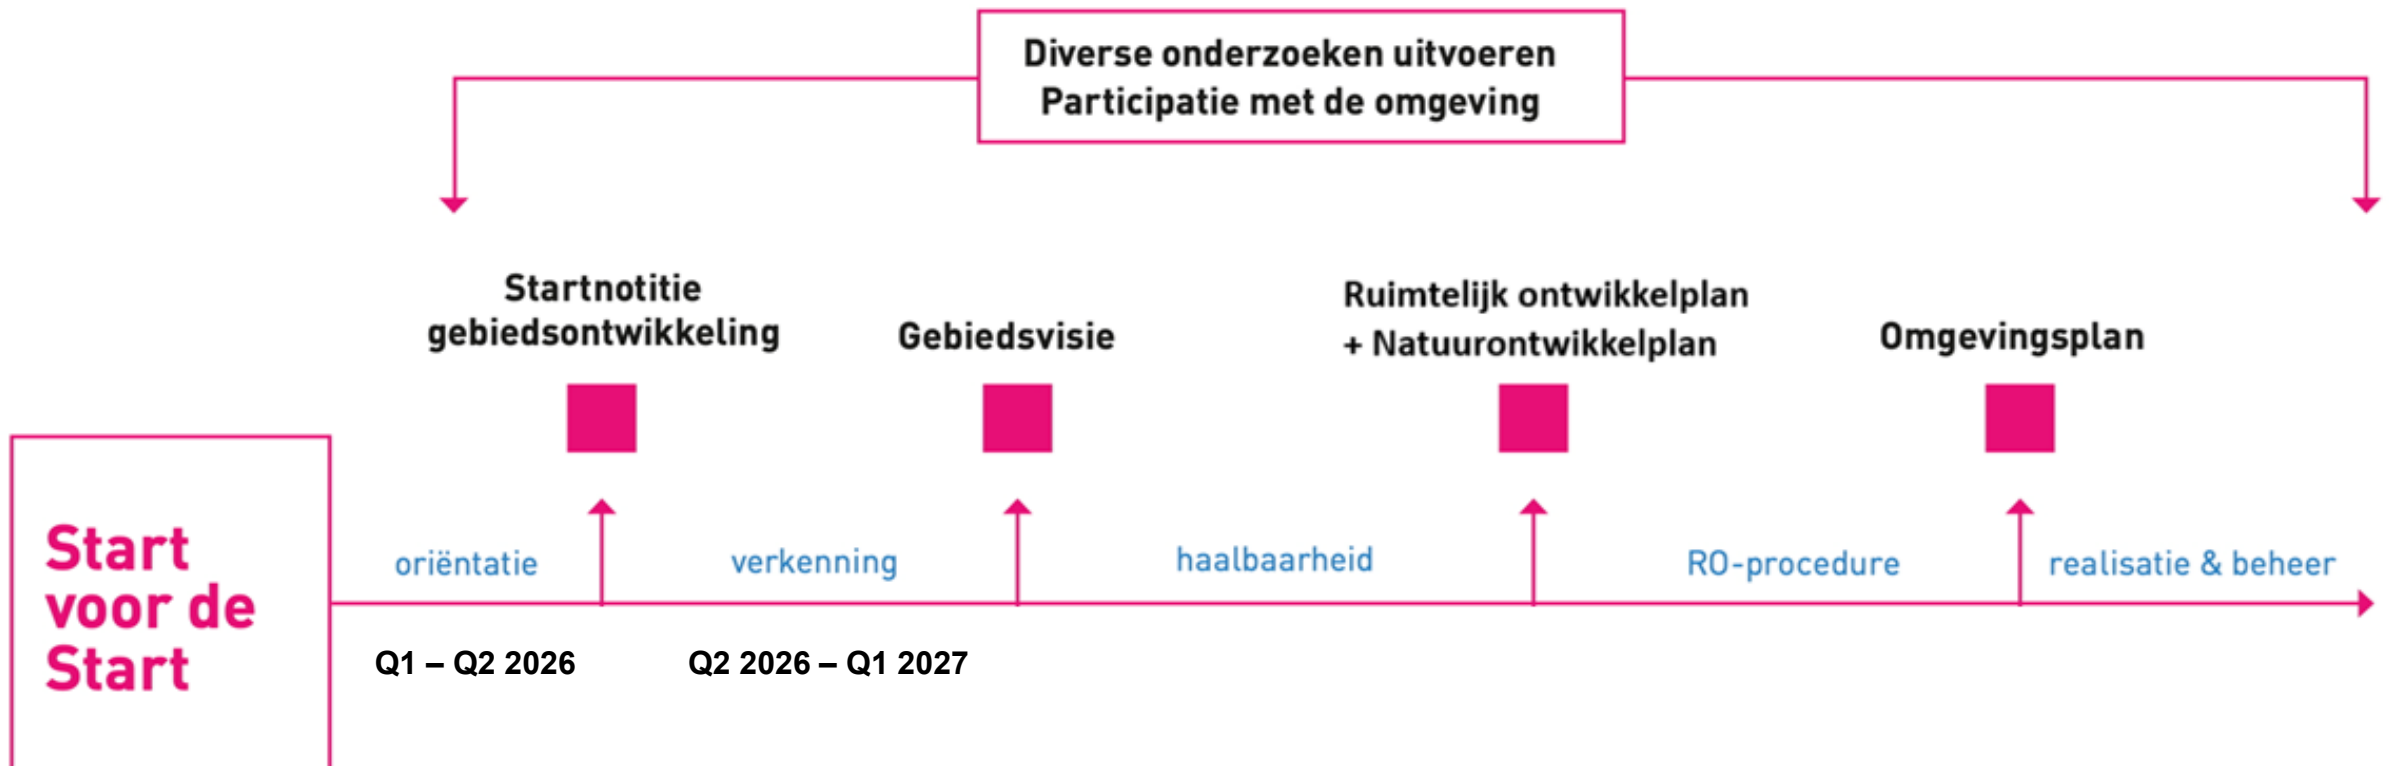 Diverse onderzoeken uitvoeren
Participatie met de omgeving
Startnotitie
gebiedsontwikkeling
Gebiedsvisie
Ruimtelijk ontwikkelplan
+ Natuurontwikkelplan
Omgevingsplan
Start
voor de
Start
oriëntatie
verkenning
haalbaarheid
RO-procedure
realisatie & beheer
Q1 – Q2 2026
Q2 2026 – Q1 2027